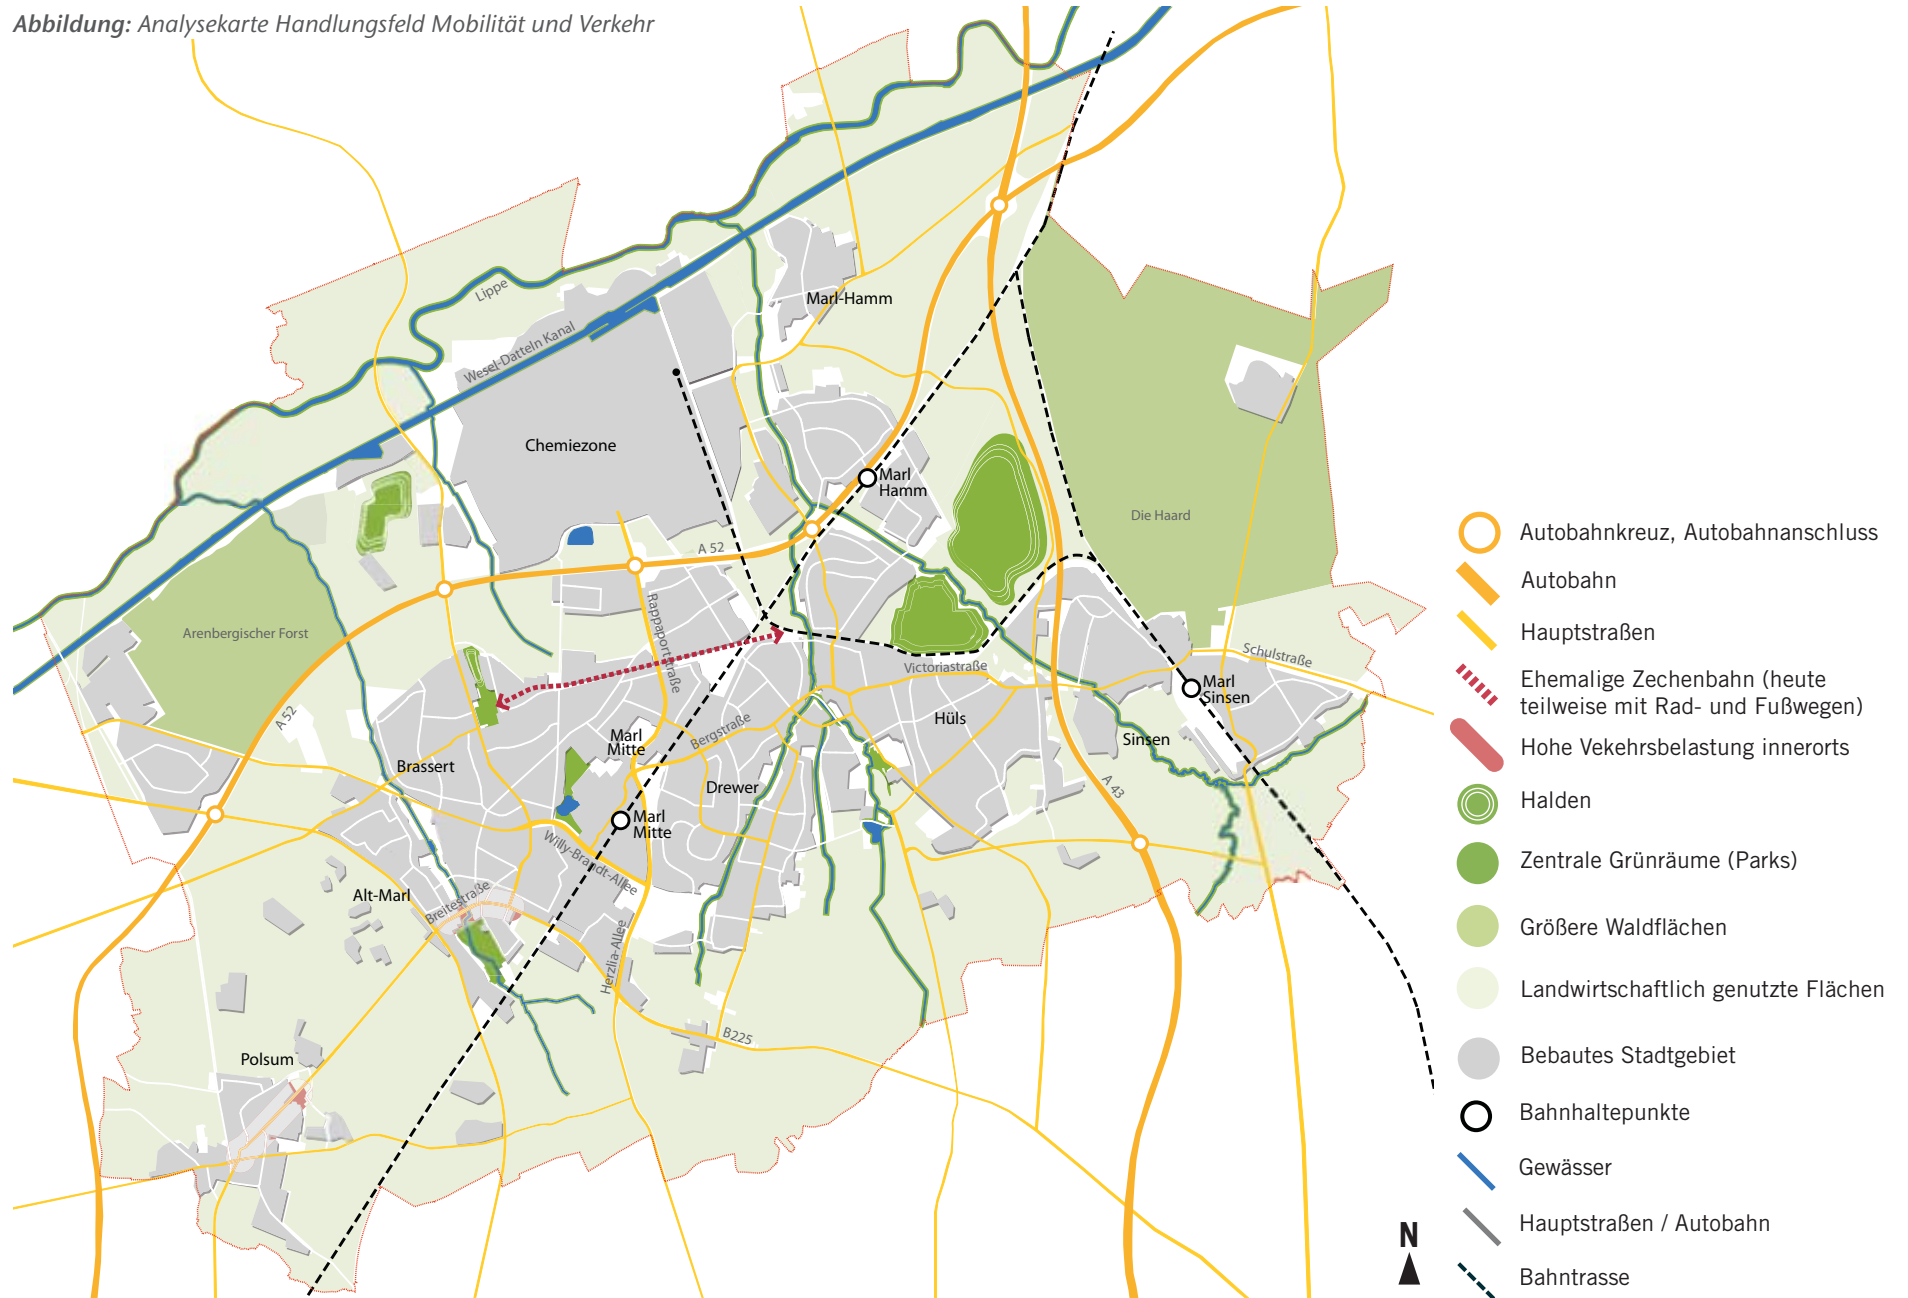 Abbildung: Analysekarte Handlungsfeld Mobilität und Verkehr
Lippe
Wesel-Datteln Kanal
Marl-Hamm
Chemiezone
Marl
Hamm
Die Haard
A 52
Arenbergischer Forst
Rappaportstraße
Victoriastraße
Schulstraße
Marl
Sinsen
A 52
Hüls
Sinsen
Marl
Mitte
Bergstraße
Brassert
Drewer
A 43
Marl
Mitte
Willy-Brandt-Allee
Alt-Marl
Breitestraße
Herzlia-Allee
B225
Polsum
Autobahnkreuz, Autobahnanschluss
Autobahn
Hauptstraßen
Ehemalige Zechenbahn (heute
teilweise mit Rad- und Fußwegen)
Hohe Vekehrsbelastung innerorts
Halden
Zentrale Grünräume (Parks)
Größere Waldflächen
Landwirtschaftlich genutzte Flächen
Bebautes Stadtgebiet
Bahnhaltepunkte
Gewässer
Hauptstraßen / Autobahn
Bahntrasse
N